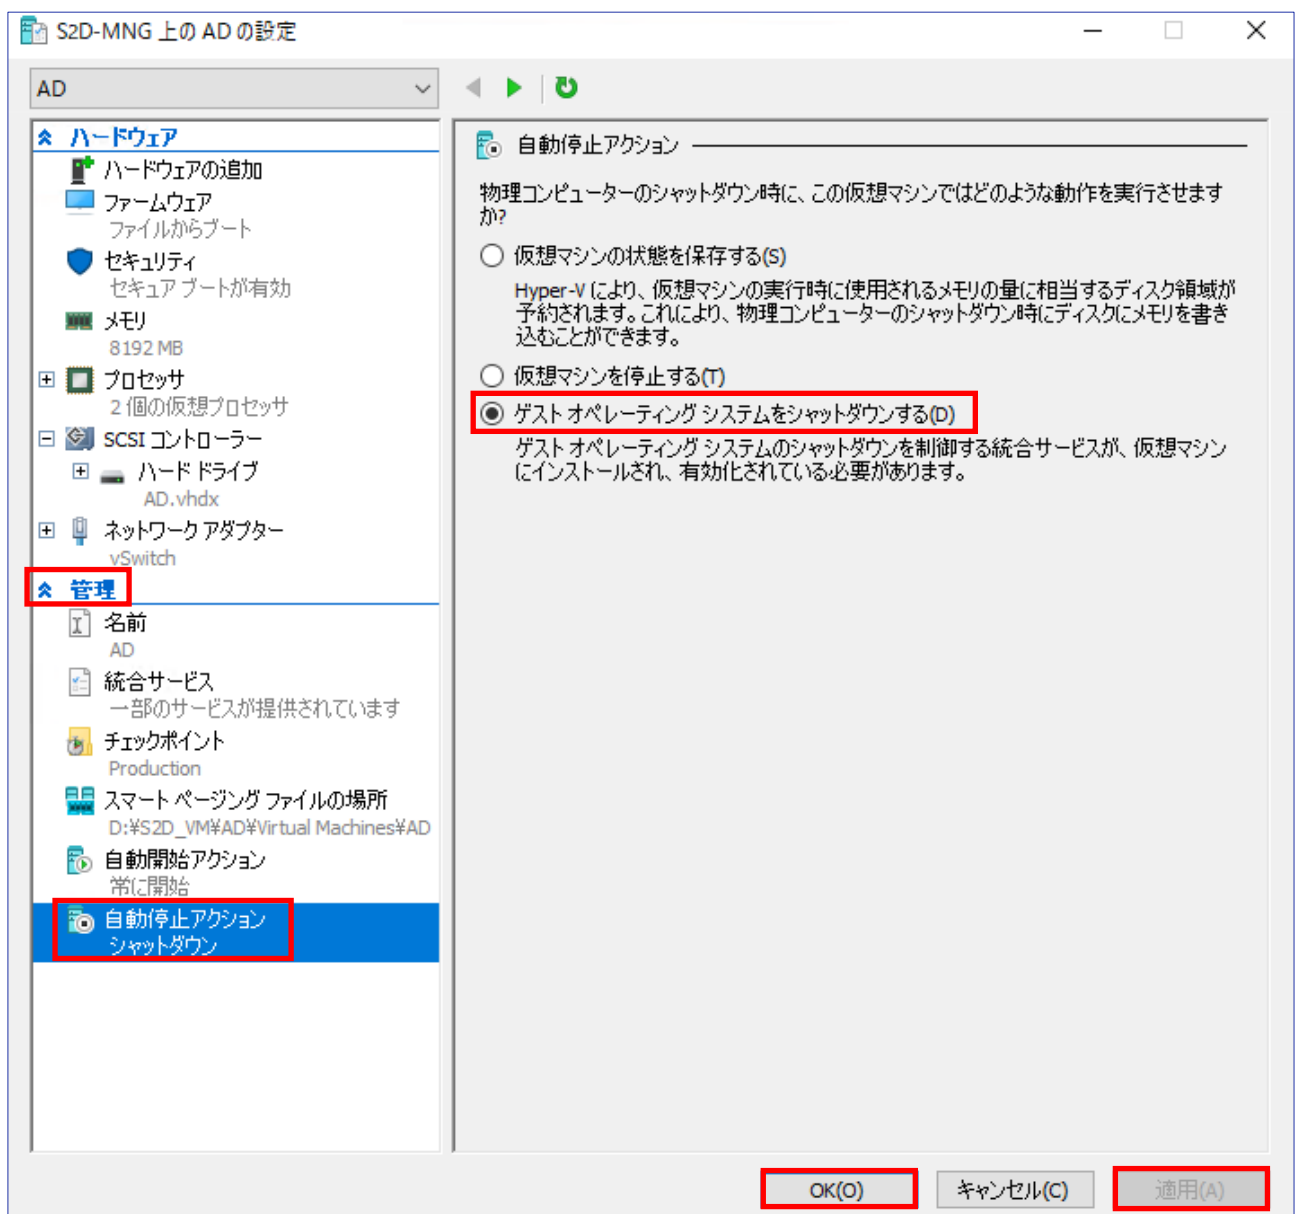 S2D-MNG 上の AD の設定
AD
ハードウェア
ハードウェアの追加
ファームウェア
ファイルからブート
セキュリティ
セキュア ブートが有効
メモリ
8192 MB
プロセッサ
2 個の仮想プロセッサ
SCSI コントローラー
ハード ドライブ
AD.vhdx
ネットワーク アダプター
vSwitch
管理
名前
AD
統合サービス
一部のサービスが提供されています
チェックポイント
Production
スマート ページング ファイルの場所
D:¥S2D_VM¥AD¥Virtual Machines¥AD
自動開始アクション
常に開始
自動停止アクション
シャットダウン
自動停止アクション
物理コンピューターのシャットダウン時に、この仮想マシンではどのような動作を実行させます
か?
仮想マシンの状態を保存する(S)
Hyper-V により、仮想マシンの実行時に使用されるメモリの量に相当するディスク領域が
予約されます。これにより、物理コンピューターのシャットダウン時にディスクにメモリを書き
込むことができます。
仮想マシンを停止する(T)
ゲスト オペレーティング システムをシャットダウンする(D)
ゲスト オペレーティング システムのシャットダウンを制御する統合サービスが、仮想マシン
にインストールされ、有効化されている必要があります。
OK(O)
キャンセル(C)
適用(A)